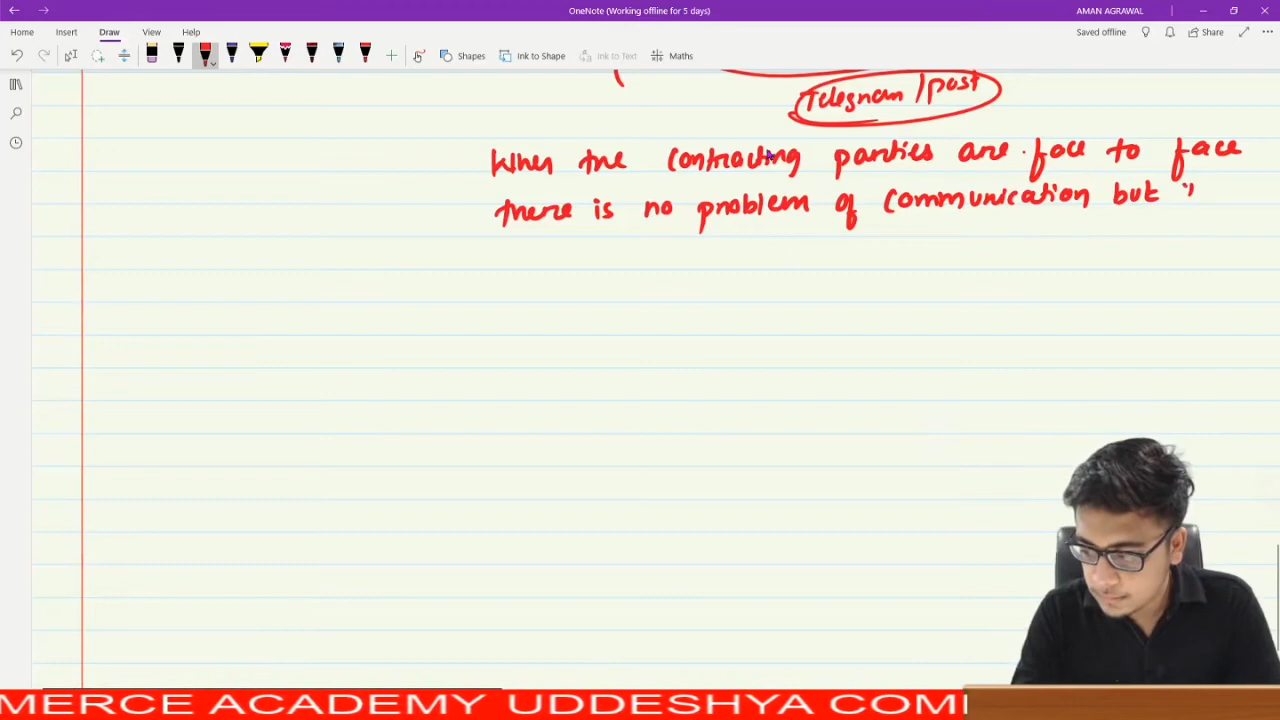 OneNote (Working offline for 5 days)
AMAN AGRAWAL
Home Insert Draw View Help
Saved offline
Share
Shapes
Ink to Shape
Ink to Text
Maths
Telegram / post
When the contracting parties are face to face
there is no problem of communication but
MERCE ACADEMY UDDESHYA COM